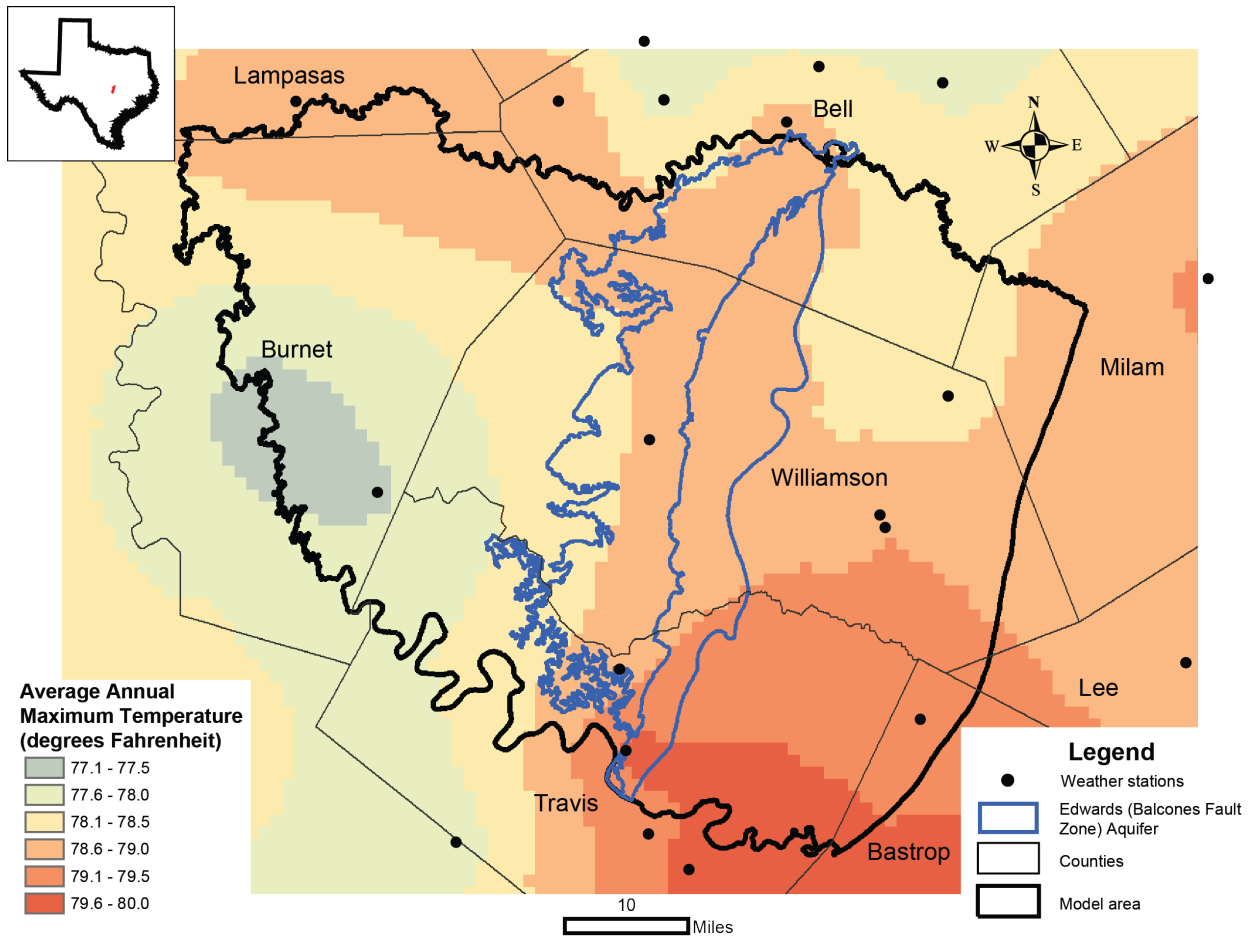 Lampasas
Bell
N
W
E
S
Burnet
Milam
Williamson
Lee
Travis
Bastrop
Average Annual
Maximum Temperature
(degrees Fahrenheit)
77.1 - 77.5
77.6 - 78.0
78.1 - 78.5
78.6 - 79.0
79.1 - 79.5
79.6 - 80.0
10
Miles
Legend
Weather stations
Edwards (Balcones Fault
Zone) Aquifer
Counties
Model area